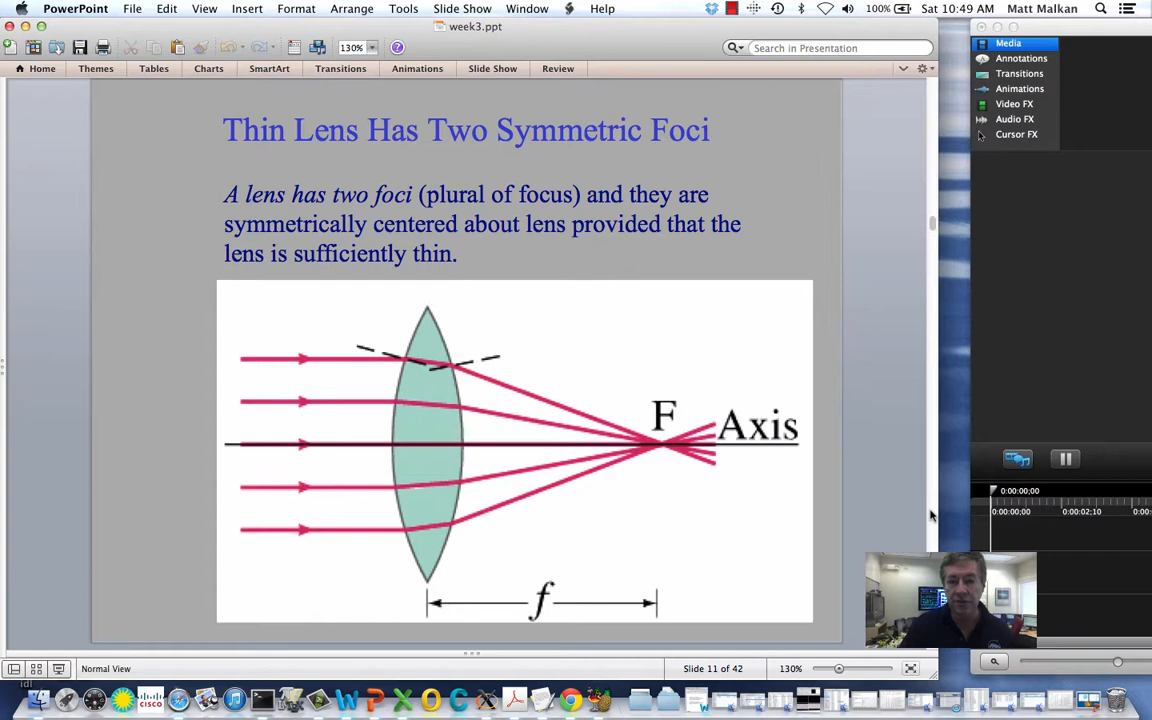 PowerPoint File Edit View Insert Format Arrange Tools Slide Show Window Help 100% Sat 10:49 AM Matt Malkan
week3.ppt
130% Search in Presentation
Home Themes Tables Charts SmartArt Transitions Animations Slide Show Review
Thin Lens Has Two Symmetric Foci
A lens has two foci (plural of focus) and they are
symmetrically centered about lens provided that the
lens is sufficiently thin.
F
Axis
f
Normal View Slide 11 of 42 130%
Media
Annotations
Transitions
Animations
Video FX
Audio FX
Cursor FX
0:00:00;00
0:00:00;00 0:00:02;10 0:00:
idl
CISCO
W P X O C